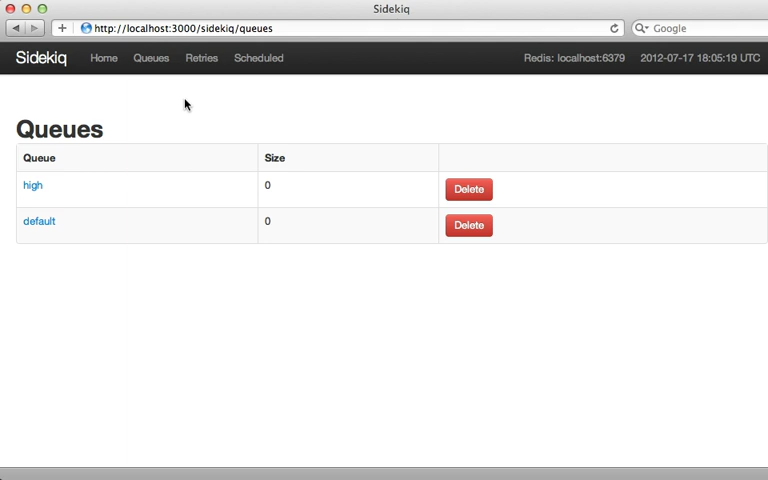 Sidekiq
http://localhost:3000/sidekiq/queues
Google
Sidekiq Home Queues Retries Scheduled Redis: localhost:6379 2012-07-17 18:05:19 UTC
Queues
Queue Size
high 0 Delete
default 0 Delete